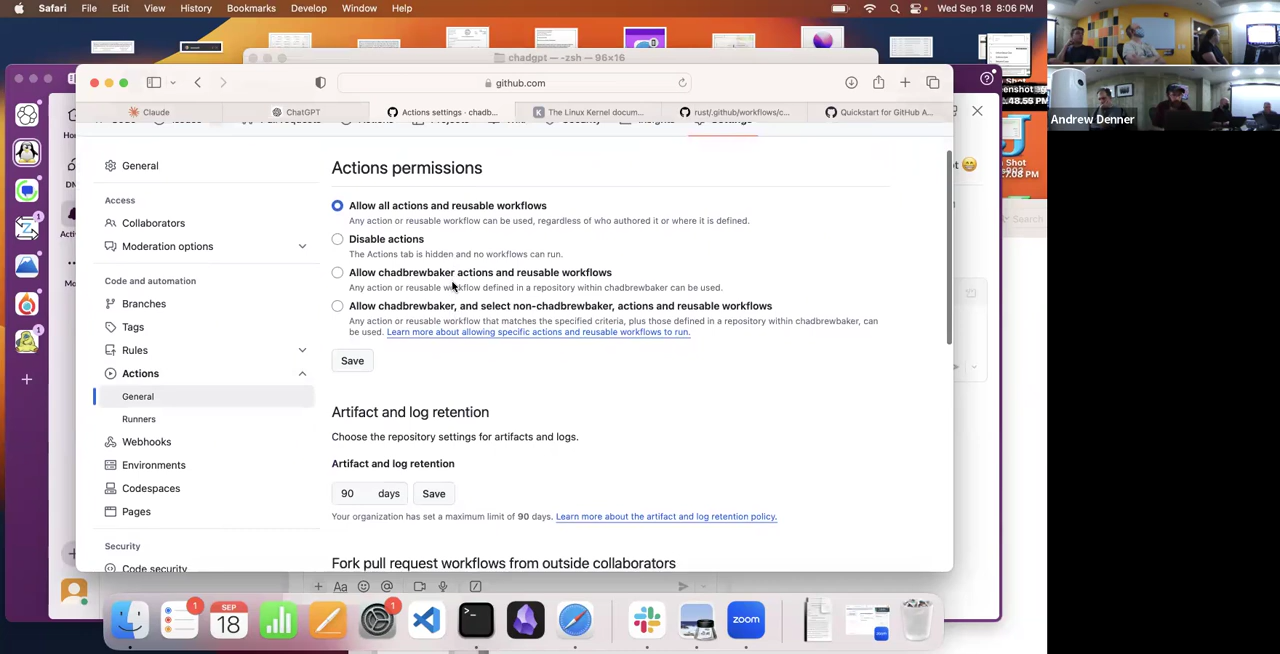 Safari File Edit View History Bookmarks Develop Window Help
Wed Sep 18 8:06 PM
chadgpt — -zsh — 96×16
github.com
Claude
ChatGPT
Actions settings · chadb...
The Linux Kernel docum...
rust/.github/workflows/c...
Quickstart for GitHub A...
General
Access
Collaborators
Moderation options
Code and automation
Branches
Tags
Rules
Actions
General
Runners
Webhooks
Environments
Codespaces
Pages
Security
Code security
Actions permissions
Allow all actions and reusable workflows
Any action or reusable workflow can be used, regardless of who authored it or where it is defined.
Disable actions
The Actions tab is hidden and no workflows can run.
Allow chadbrewbaker actions and reusable workflows
Any action or reusable workflow defined in a repository within chadbrewbaker can be used.
Allow chadbrewbaker, and select non-chadbrewbaker, actions and reusable workflows
Any action or reusable workflow that matches the specified criteria, plus those defined in a repository within chadbrewbaker, can
be used. Learn more about allowing specific actions and reusable workflows to run.
Save
Artifact and log retention
Choose the repository settings for artifacts and logs.
Artifact and log retention
90 days Save
Your organization has set a maximum limit of 90 days. Learn more about the artifact and log retention policy.
Fork pull request workflows from outside collaborators
Andrew Denner
Search
Aa
1
SEP
18
1
zoom